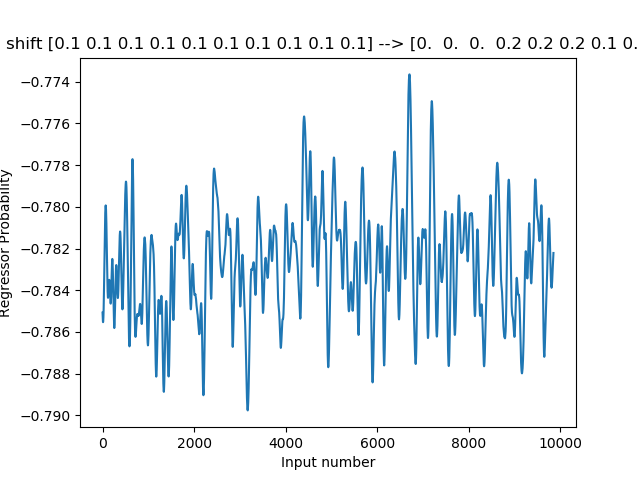 shift [0.1 0.1 0.1 0.1 0.1 0.1 0.1 0.1 0.1 0.1] --> [0. 0. 0. 0.2 0.2 0.2 0.1 0.
−0.774
−0.776
−0.778
−0.780
−0.782
−0.784
−0.786
−0.788
−0.790
Regressor Probability
0 2000 4000 6000 8000 10000
Input number